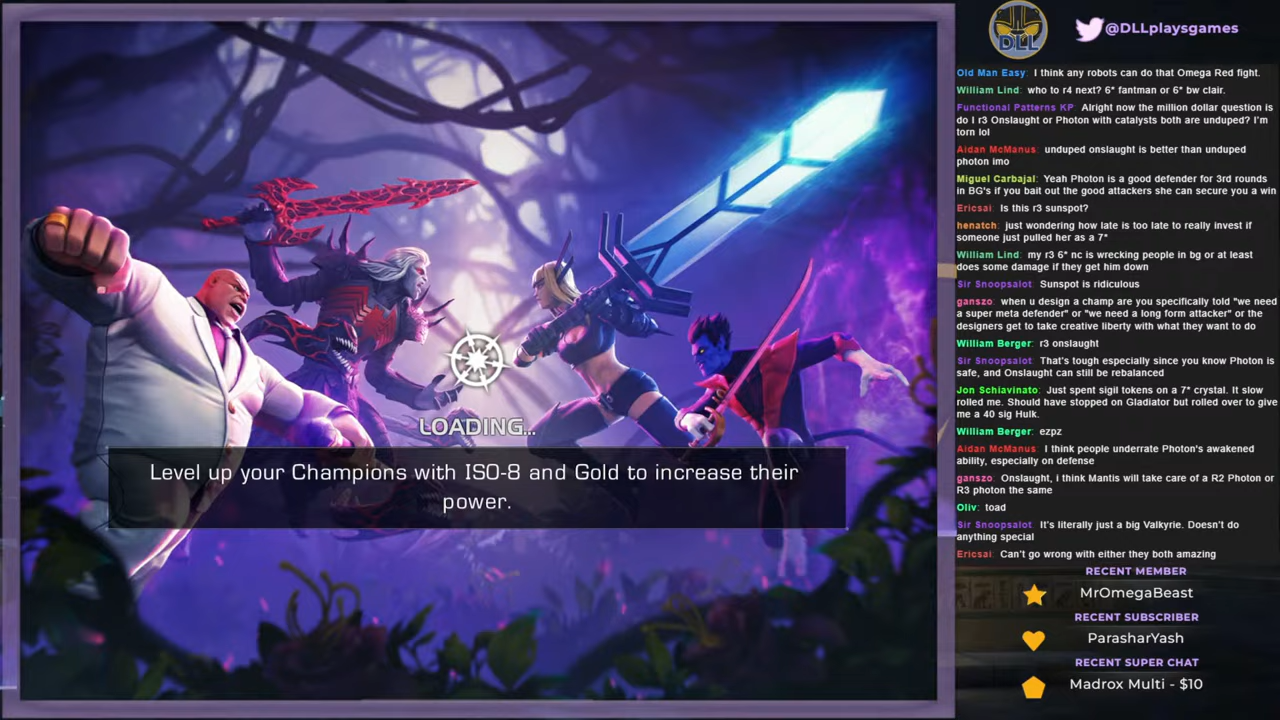 LOADING...
Level up your Champions with ISO-8 and Gold to increase their
power.
DLL
@DLLplaysgames
Old Man Easy: I think any robots can do that Omega Red fight.
William Lind: who to r4 next? 6* fantman or 6* bw clair.
Functional Patterns KP: Alright now the million dollar question is
do I r3 Onslaught or Photon with catalysts both are unduped? I'm
torn lol
Aidan McManus: unduped onslaught is better than unduped
photon imo
Miguel Carbajal: Yeah Photon is a good defender for 3rd rounds
in BG's if you bait out the good attackers she can secure you a win
Ericsai: Is this r3 sunspot?
henatch: just wondering how late is too late to really invest if
someone just pulled her as a 7*
William Lind: my r3 6* nc is wrecking people in bg or at least
does some damage if they get him down
Sir Snoopsalot: Sunspot is ridiculous
ganszo: when u design a champ are you specifically told "we need
a super meta defender" or "we need a long form attacker" or the
designers get to take creative liberty with what they want to do
William Berger: r3 onslaught
Sir Snoopsalot: That's tough especially since you know Photon is
safe, and Onslaught can still be rebalanced
Jon Schiavinato: Just spent sigil tokens on a 7* crystal. It slow
rolled me. Should have stopped on Gladiator but rolled over to give
me a 40 sig Hulk.
William Berger: ezpz
Aidan McManus: I think people underrate Photon's awakened
ability, especially on defense
ganszo: Onslaught, i think Mantis will take care of a R2 Photon or
R3 photon the same
Oliv: toad
Sir Snoopsalot: It's literally just a big Valkyrie. Doesn't do
anything special
Ericsai: Can't go wrong with either they both amazing
RECENT MEMBER
MrOmegaBeast
RECENT SUBSCRIBER
ParasharYash
RECENT SUPER CHAT
Madrox Multi - $10